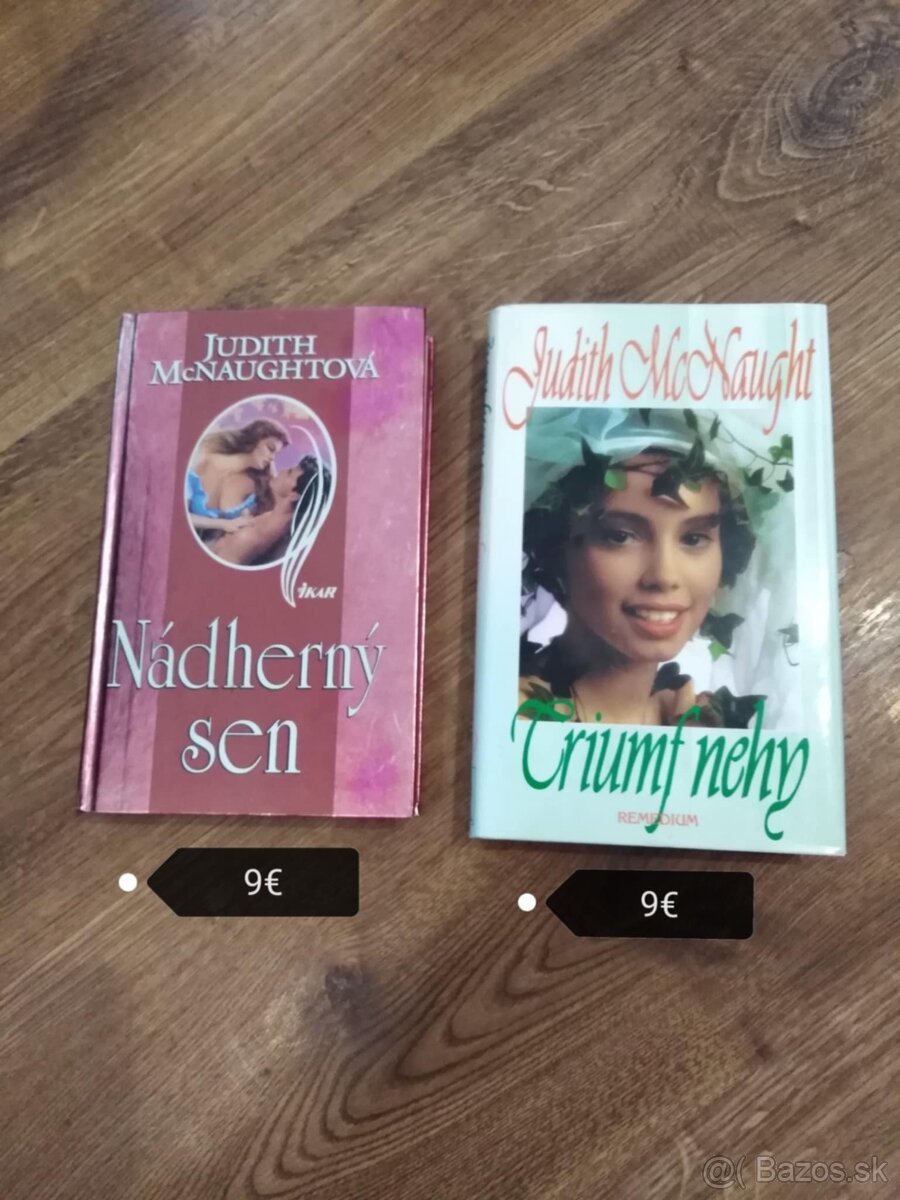 JUDITH
McNAUGHTOVÁ
IKAR
Nádherný
sen
9€
Judith McNaught
Triumf nehy
REMEDIUM
9€
@( Bazos.sk